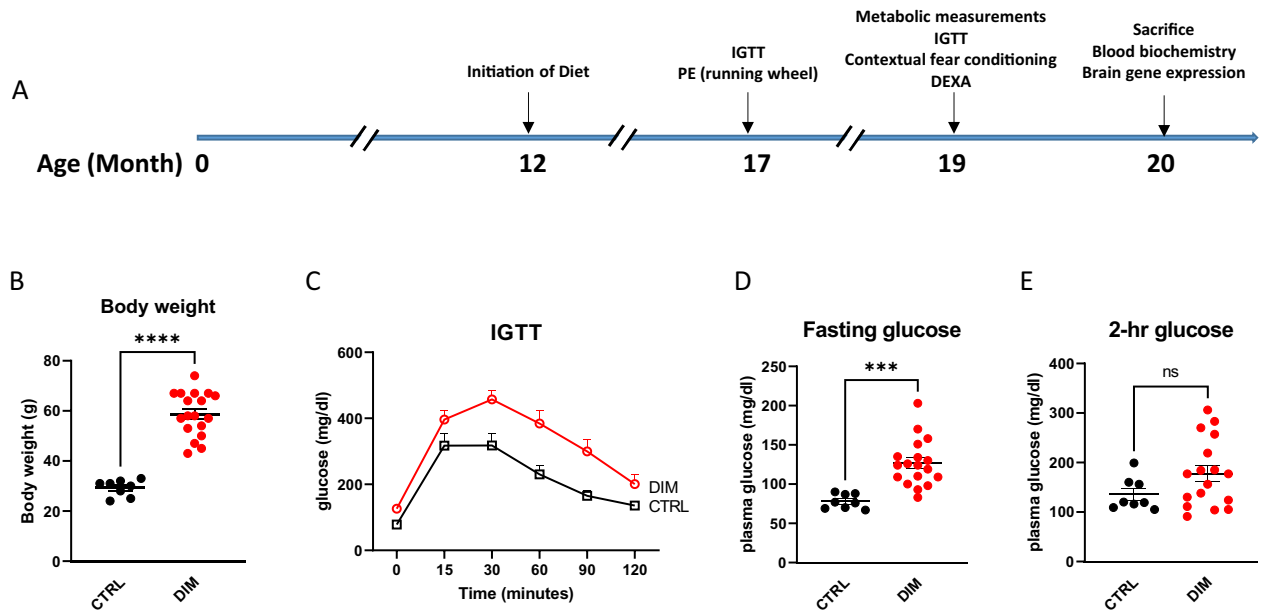 A
Initiation of Diet
IGTT
PE (running wheel)
Metabolic measurements
IGTT
Contextual fear conditioning
DEXA
Sacrifice
Blood biochemistry
Brain gene expression
Age (Month) 0 12 17 19 20
B
Body weight
****
Body weight (g)
80
60
40
20
0
CTRL
DIM
C
IGTT
glucose (mg/dl)
600
400
200
0
DIM
CTRL
0 15 30 60 90 120
Time (minutes)
D
Fasting glucose
***
plasma glucose (mg/dl)
250
200
150
100
50
0
CTRL
DIM
E
2-hr glucose
ns
plasma glucose (mg/dl)
400
300
200
100
0
CTRL
DIM